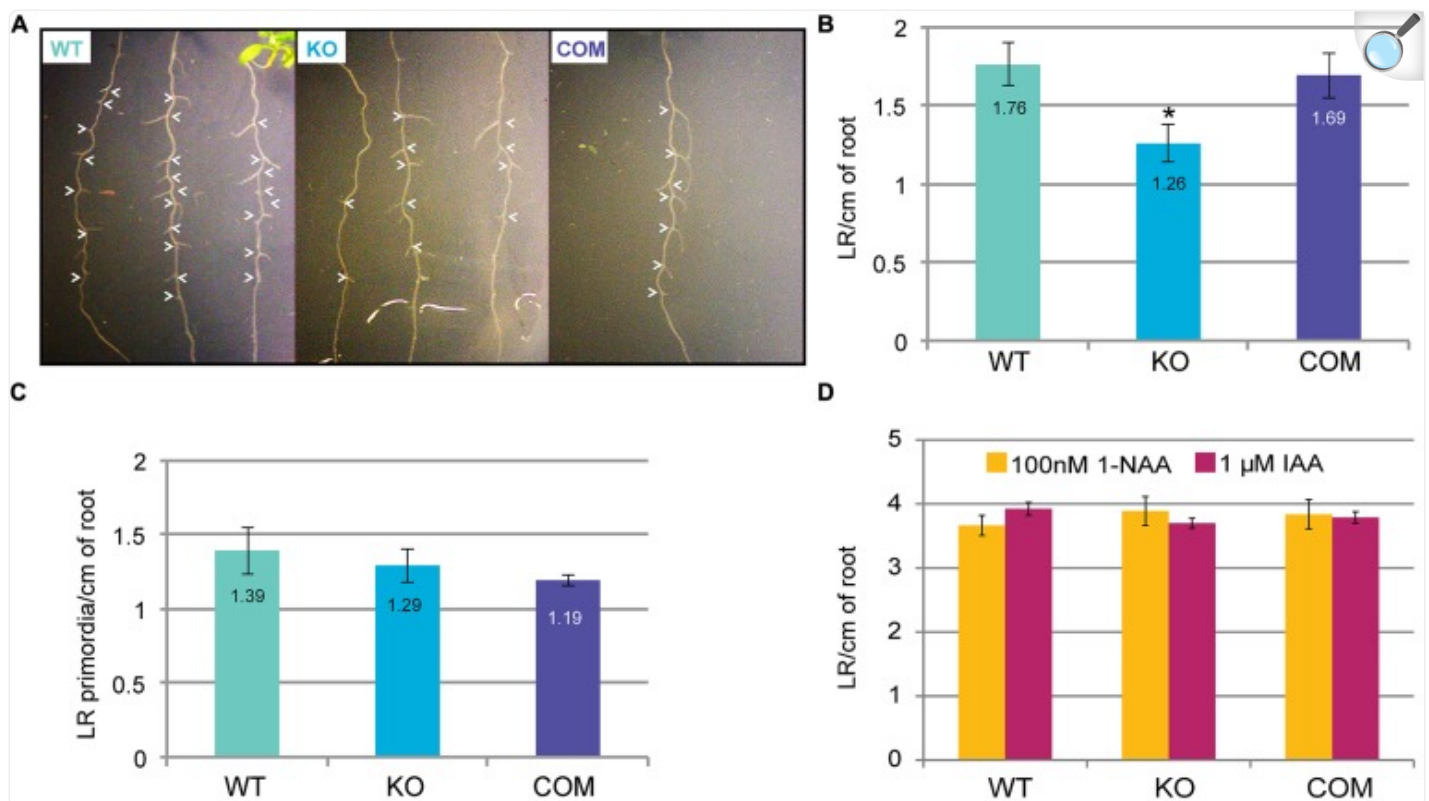 A
WT
KO
COM
B
LR/cm of root
2
1.5
1
0.5
0
1.76
*
1.26
1.69
WT KO COM
C
LR primordia/cm of root
2
1.5
1
0.5
0
1.39
1.29
1.19
WT KO COM
D
LR/cm of root
5
4
3
2
1
0
100nM 1-NAA 1 µM IAA
WT KO COM